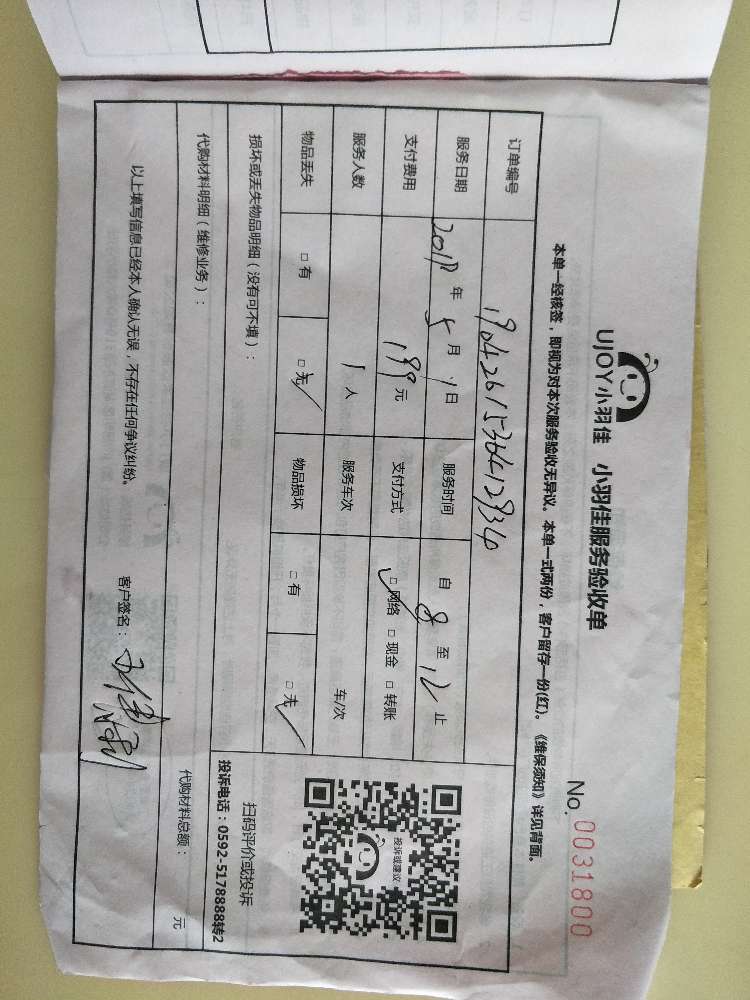 UJOY小羽佳 小羽佳服务验收单
No. 0031800
本单一经核签，即视为对本次服务验收无异议。本单一式两份，客户留存一份(红)。《维保须知》详见背面。
订单编号
服务日期 年 5 月 1 日 服务时间 自 8 至 12 止
支付费用 199 元 支付方式 □ 网络 □ 现金 □ 转账
服务人数 1 人 服务车次 车/次
物品丢失 □ 有 □ 无 物品损坏 □ 有 □ 无
投诉或建议
扫码评价或投诉
投诉电话：0592-5178888转2
损坏或丢失物品明细（没有可不填）：
代购材料明细（维修业务）：
代购材料总额： 元
以上填写信息已经本人确认无误，不存在任何争议纠纷。
客户签名：